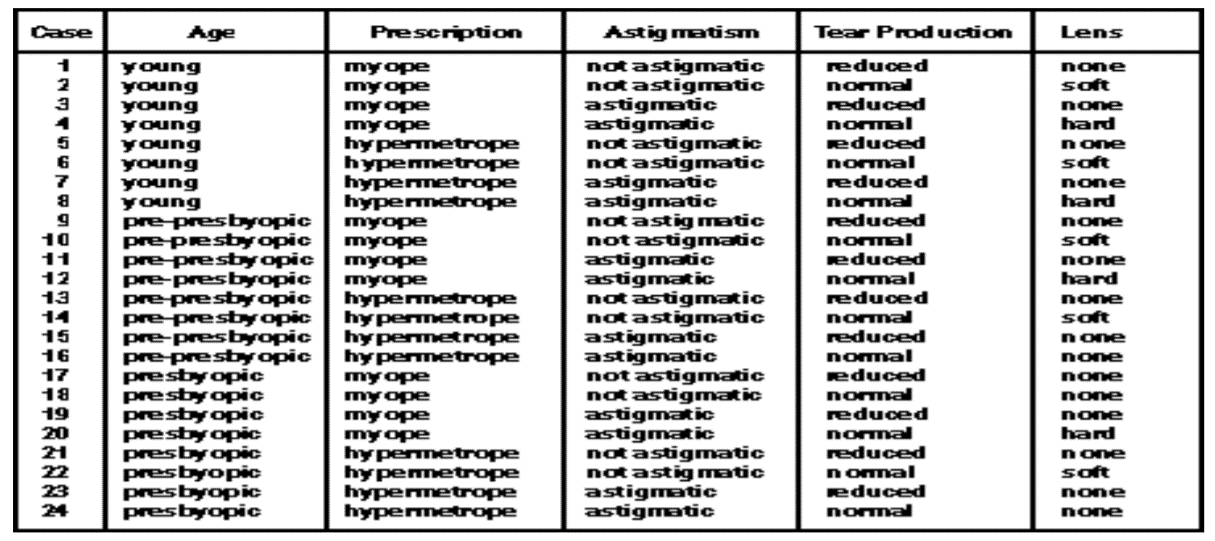 Case Age Prescription Astigmatism Tear Production Lens
1 young myope not astigmatic reduced none
2 young myope not astigmatic normal soft
3 young myope astigmatic reduced none
4 young myope astigmatic normal hard
5 young hypermetrope not astigmatic reduced none
6 young hypermetrope not astigmatic normal soft
7 young hypermetrope astigmatic reduced none
8 young hypermetrope astigmatic normal hard
9 pre-presbyopic myope not astigmatic reduced none
10 pre-presbyopic myope not astigmatic normal soft
11 pre-presbyopic myope astigmatic reduced none
12 pre-presbyopic myope astigmatic normal hard
13 pre-presbyopic hypermetrope not astigmatic reduced none
14 pre-presbyopic hypermetrope not astigmatic normal soft
15 pre-presbyopic hypermetrope astigmatic reduced none
16 pre-presbyopic hypermetrope astigmatic normal none
17 presbyopic myope not astigmatic reduced none
18 presbyopic myope not astigmatic normal none
19 presbyopic myope astigmatic reduced none
20 presbyopic myope astigmatic normal hard
21 presbyopic hypermetrope not astigmatic reduced none
22 presbyopic hypermetrope not astigmatic normal soft
23 presbyopic hypermetrope astigmatic reduced none
24 presbyopic hypermetrope astigmatic normal none